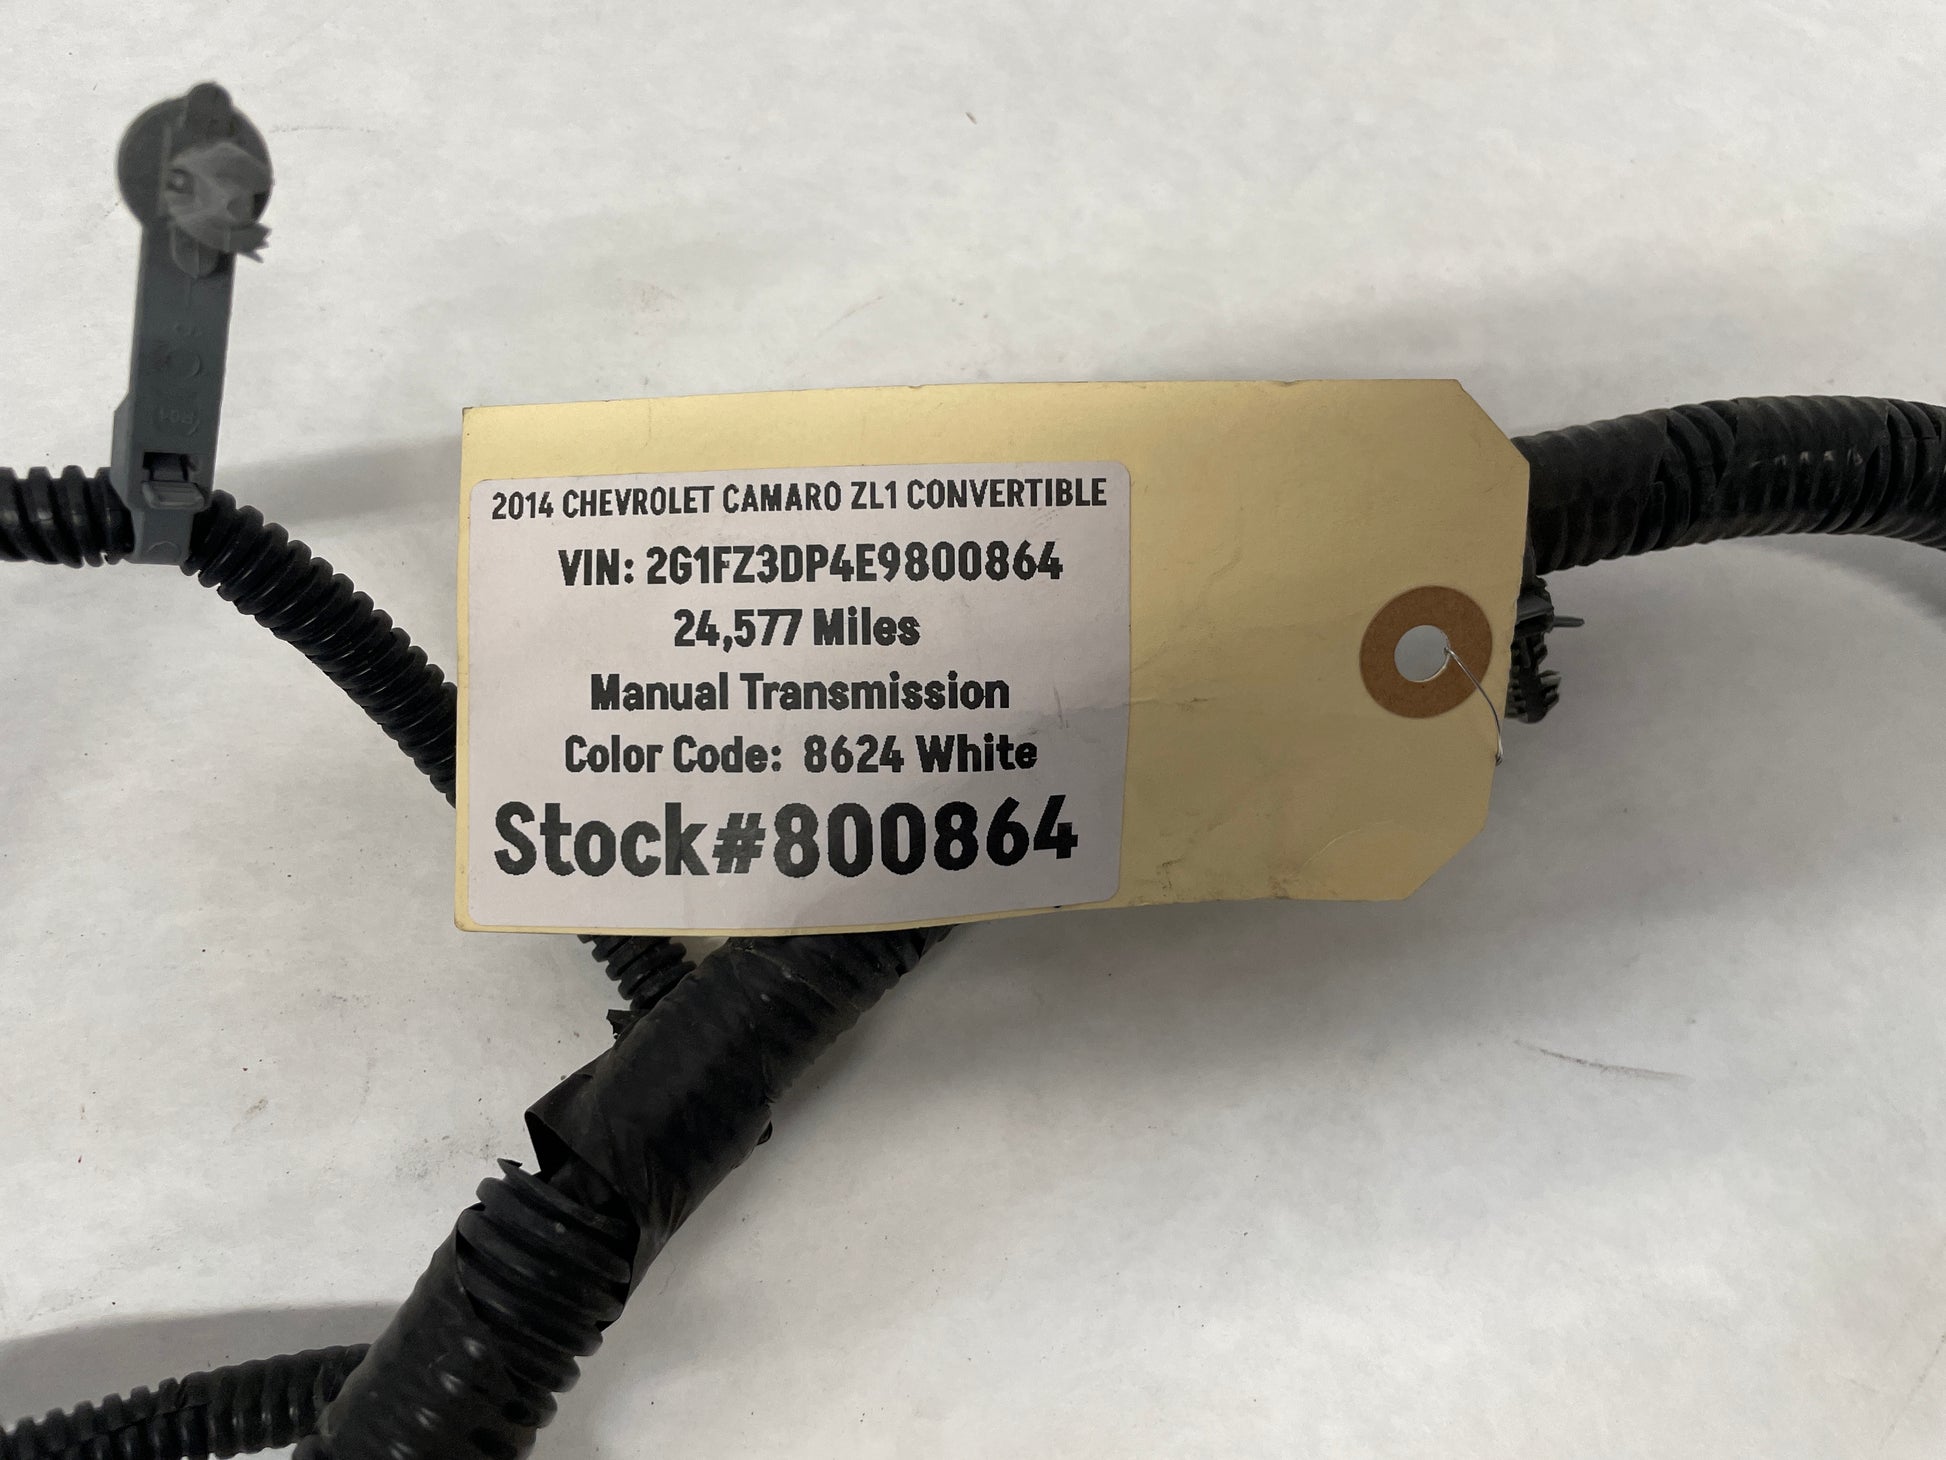 2014 CHEVROLET CAMARO ZL1 CONVERTIBLE
VIN: 2G1FZ3DP4E9800864
24,577 Miles
Manual Transmission
Color Code: 8624 White
Stock#800864